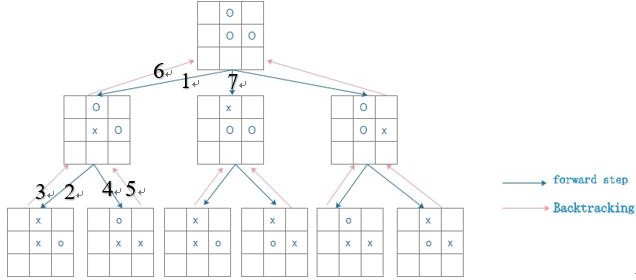 O
O O
6↵
1↵
7↵
O
x O
x
O O
O
O x
3↵ 2↵ 4↵ 5↵
x
x o
o
x x
x
x o
x
o x
o
x x
x
o x
forward step
Backtracking